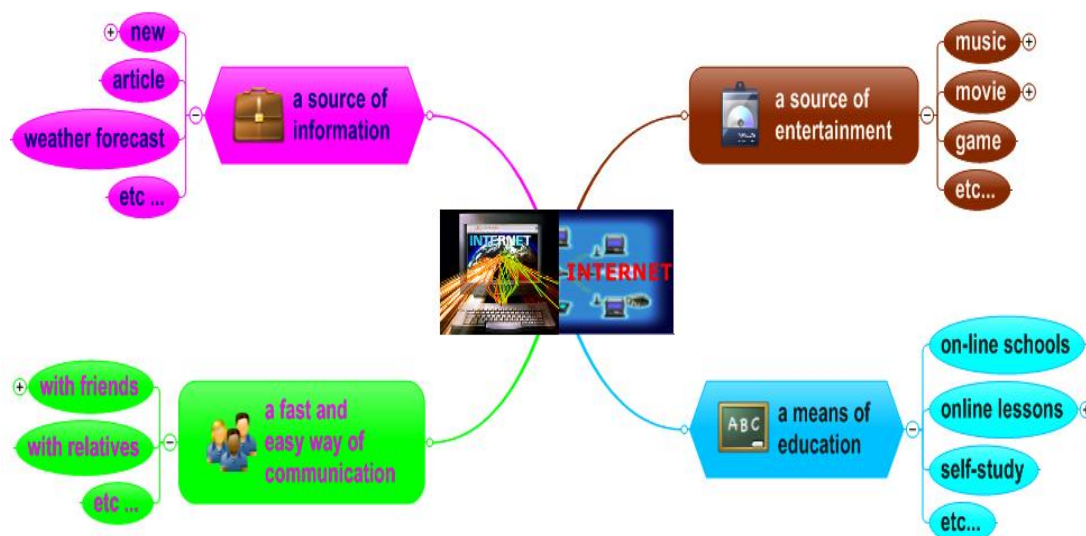 new
article
weather forecast
etc ...
a source of
information
a source of
entertainment
music
movie
game
etc...
INTERNET
INTERNET
with friends
with relatives
etc ...
a fast and
easy way of
communication
ABC
a means of
education
on-line schools
online lessons
self-study
etc...